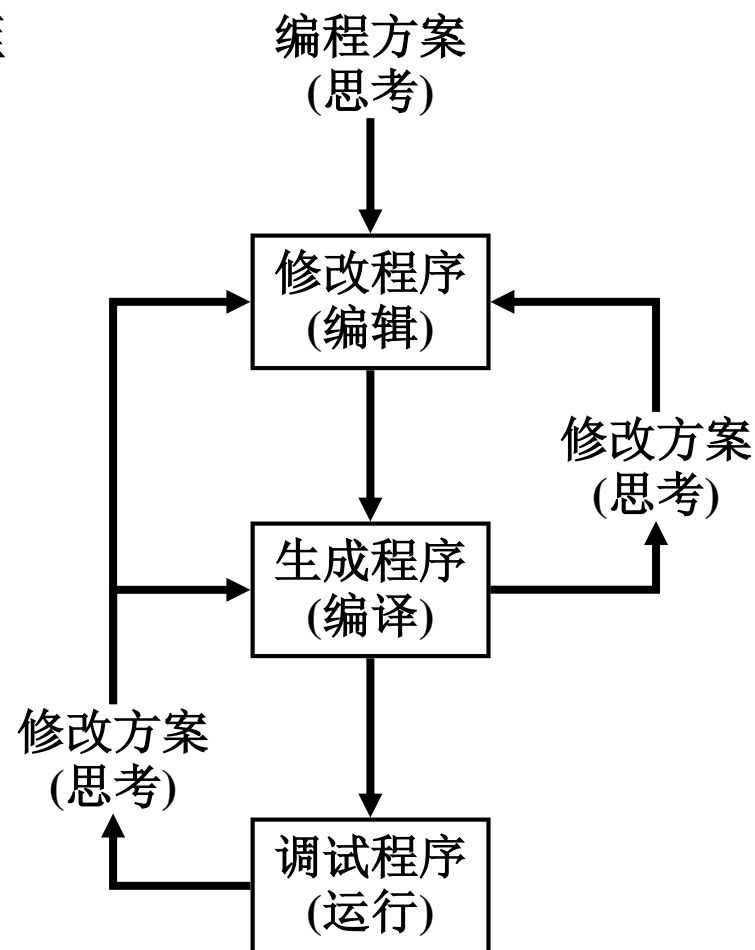 编程方案
(思考)
修改程序
(编辑)
修改方案
(思考)
生成程序
(编译)
修改方案
(思考)
调试程序
(运行)